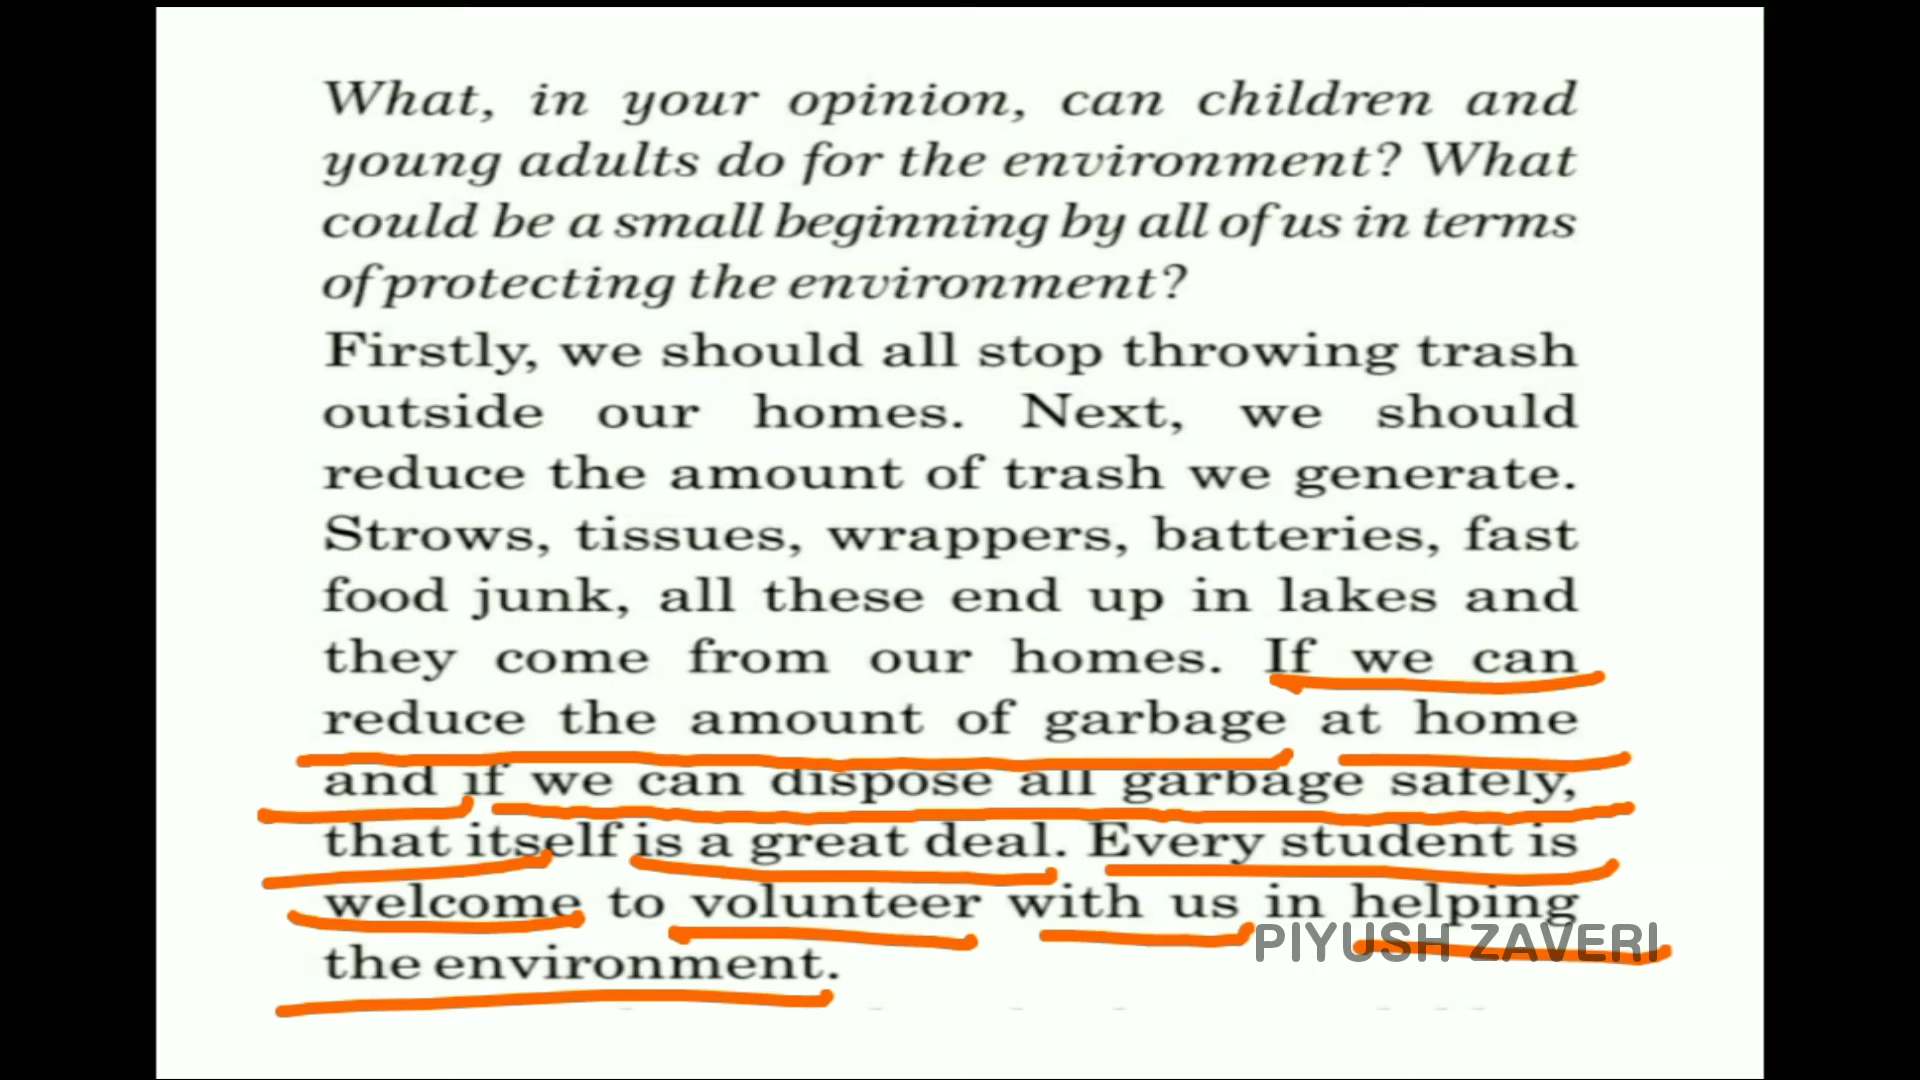 What, in your opinion, can children and
young adults do for the environment? What
could be a small beginning by all of us in terms
of protecting the environment?
Firstly, we should all stop throwing trash
outside our homes. Next, we should
reduce the amount of trash we generate.
Strows, tissues, wrappers, batteries, fast
food junk, all these end up in lakes and
they come from our homes. If we can
reduce the amount of garbage at home
and if we can dispose all garbage safely,
that itself is a great deal. Every student is
welcome to volunteer with us in helping
the environment.
PIYUSH ZAVERI